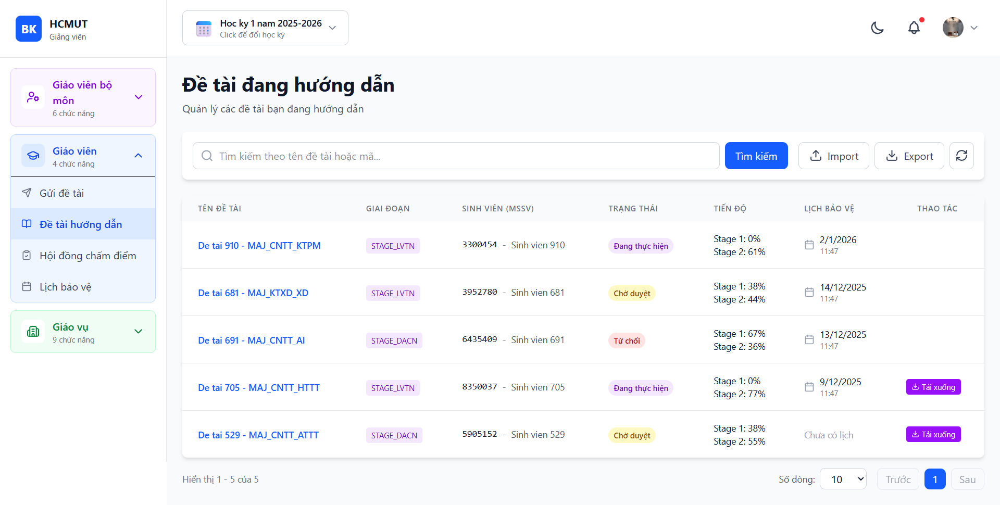 BK
HCMUT
Giảng viên
Hoc ky 1 nam 2025-2026
Click để đổi học kỳ
Giáo viên bộ
môn
6 chức năng
Giáo viên
4 chức năng
Gửi đề tài
Đề tài hướng dẫn
Hội đồng chấm điểm
Lịch bảo vệ
Giáo vụ
9 chức năng
Đề tài đang hướng dẫn
Quản lý các đề tài bạn đang hướng dẫn
Tìm kiếm theo tên đề tài hoặc mã...
Tìm kiếm
Import
Export
TÊN ĐỀ TÀI GIAI ĐOẠN SINH VIÊN (MSSV) TRẠNG THÁI TIẾN ĐỘ LỊCH BẢO VỆ THAO TÁC
De tai 910 - MAJ_CNTT_KTPM STAGE_LVTN 3300454 - Sinh vien 910 Đang thực hiện
Stage 1: 0%
Stage 2: 61%
2/1/2026
11:47
De tai 681 - MAJ_KTXD_XD STAGE_LVTN 3952780 - Sinh vien 681 Chờ duyệt
Stage 1: 38%
Stage 2: 44%
14/12/2025
11:47
De tai 691 - MAJ_CNTT_AI STAGE_DACN 6435409 - Sinh vien 691 Từ chối
Stage 1: 67%
Stage 2: 36%
13/12/2025
11:47
De tai 705 - MAJ_CNTT_HTTT STAGE_LVTN 8350037 - Sinh vien 705 Đang thực hiện
Stage 1: 0%
Stage 2: 77%
9/12/2025
11:47
Tải xuống
De tai 529 - MAJ_CNTT_ATTT STAGE_DACN 5905152 - Sinh vien 529 Chờ duyệt
Stage 1: 38%
Stage 2: 55%
Chưa có lịch
Tải xuống
Hiển thị 1 - 5 của 5
Số dòng: 10
Trước
1
Sau